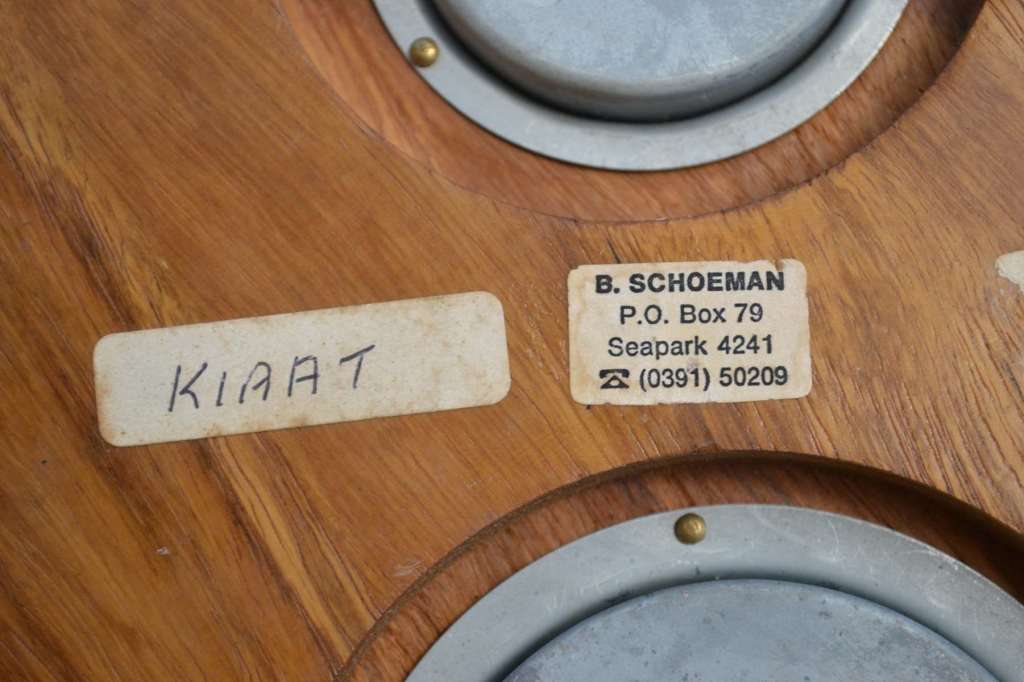 KIAAT
B. SCHOEMAN
P.O. Box 79
Seapark 4241
☎ (0391) 50209